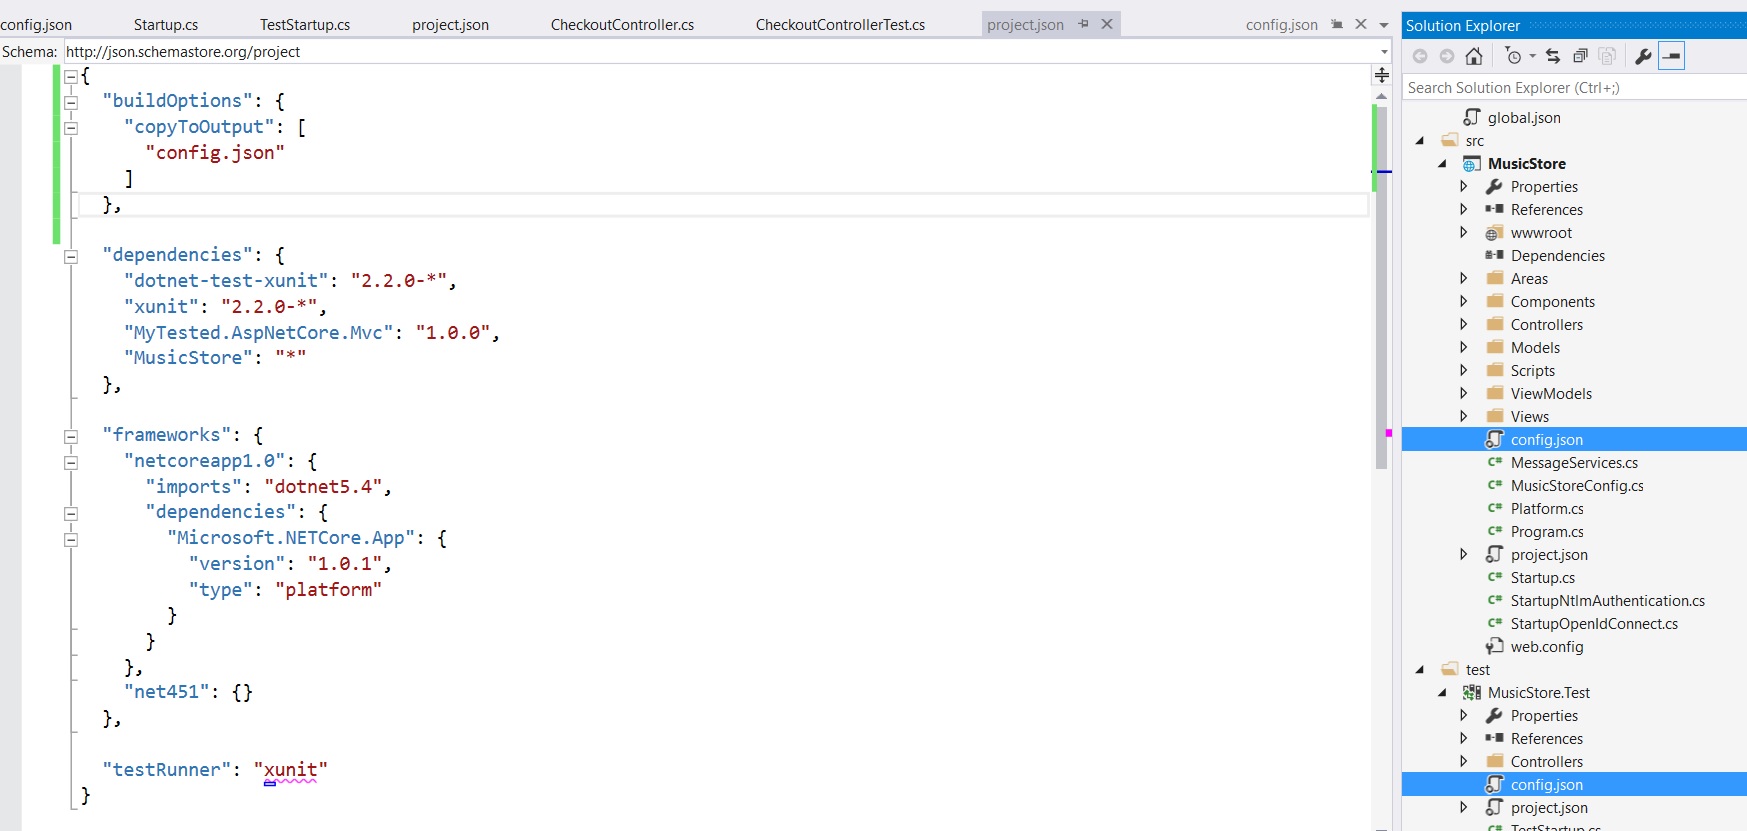 config.json Startup.cs TestStartup.cs project.json CheckoutController.cs CheckoutControllerTest.cs project.json config.json
Schema: http://json.schemastore.org/project
{
"buildOptions": {
"copyToOutput": [
"config.json"
]
},
"dependencies": {
"dotnet-test-xunit": "2.2.0-*",
"xunit": "2.2.0-*",
"MyTested.AspNetCore.Mvc": "1.0.0",
"MusicStore": "*"
},
"frameworks": {
"netcoreapp1.0": {
"imports": "dotnet5.4",
"dependencies": {
"Microsoft.NETCore.App": {
"version": "1.0.1",
"type": "platform"
}
}
},
"net451": {}
},
"testRunner": "xunit"
}
Solution Explorer
Search Solution Explorer (Ctrl+;)
global.json
src
MusicStore
Properties
References
wwwroot
Dependencies
Areas
Components
Controllers
Models
Scripts
ViewModels
Views
config.json
C# MessageServices.cs
C# MusicStoreConfig.cs
C# Platform.cs
C# Program.cs
project.json
C# Startup.cs
C# StartupNtlmAuthentication.cs
C# StartupOpenIdConnect.cs
web.config
test
MusicStore.Test
Properties
References
Controllers
config.json
project.json
C# TestStartup.cs